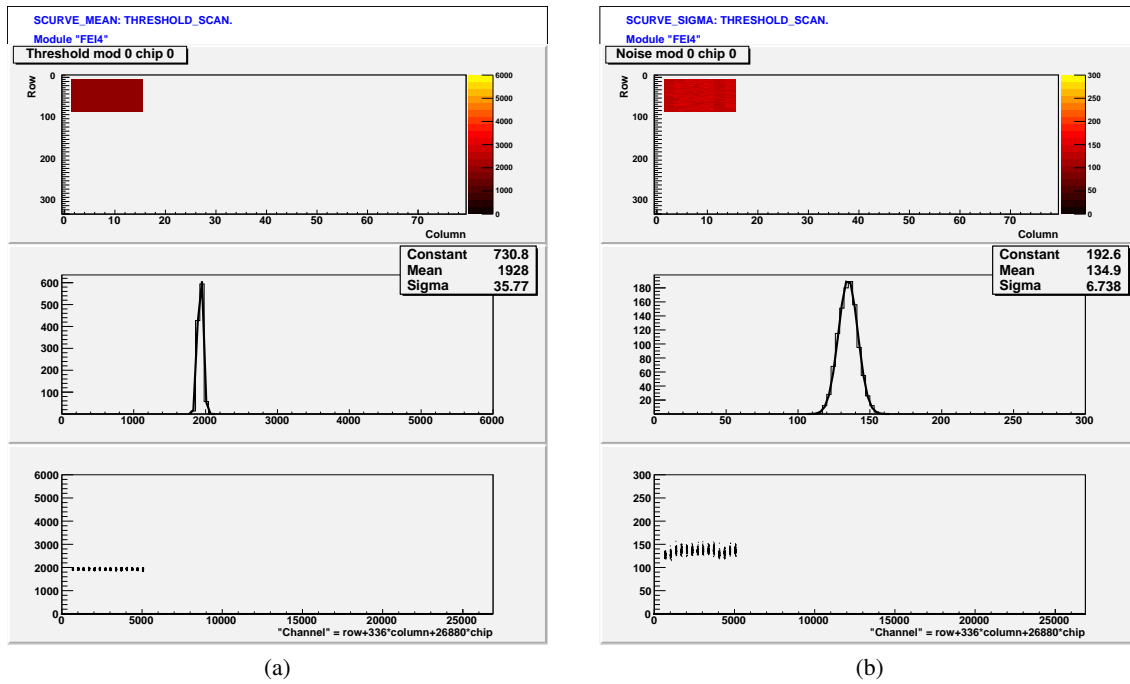 SCURVE_MEAN: THRESHOLD_SCAN.
Module "FEI4"
Threshold mod 0 chip 0
Row
0
100
200
300
0 10 20 30 40 50 60 70
Column
6000
5000
4000
3000
2000
1000
0
Constant 730.8
Mean 1928
Sigma 35.77
600
500
400
300
200
100
0 1000 2000 3000 4000 5000 6000
6000
5000
4000
3000
2000
1000
0
0 5000 10000 15000 20000 25000
"Channel" = row+336*column+26880*chip
(a)
SCURVE_SIGMA: THRESHOLD_SCAN.
Module "FEI4"
Noise mod 0 chip 0
Row
0
100
200
300
0 10 20 30 40 50 60 70
Column
300
250
200
150
100
50
0
Constant 192.6
Mean 134.9
Sigma 6.738
180
160
140
120
100
80
60
40
20
0 50 100 150 200 250 300
300
250
200
150
100
50
0
0 5000 10000 15000 20000 25000
"Channel" = row+336*column+26880*chip
(b)